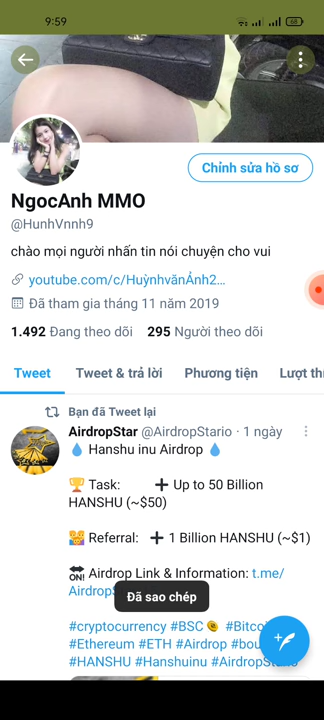 9:59
68
Chỉnh sửa hồ sơ
NgocAnh MMO
@HunhVnnh9
chào mọi người nhấn tin nói chuyện cho vui
youtube.com/c/HuỳnhvănẢnh2...
Đã tham gia tháng 11 năm 2019
1.492 Đang theo dõi 295 Người theo dõi
Tweet Tweet & trả lời Phương tiện Lượt th
Bạn đã Tweet lại
AirdropStar @AirdropStario · 1 ngày
💧 Hanshu inu Airdrop 💧
🏆 Task: ➕ Up to 50 Billion
HANSHU (~$50)
👨‍👩‍👧 Referral: ➕ 1 Billion HANSHU (~$1)
🔛 Airdrop Link & Information: t.me/
AirdropS
Đã sao chép
#cryptocurrency #BSC #Bitco
#Ethereum #ETH #Airdrop #bou
#HANSHU #Hanshuinu #AirdropStario